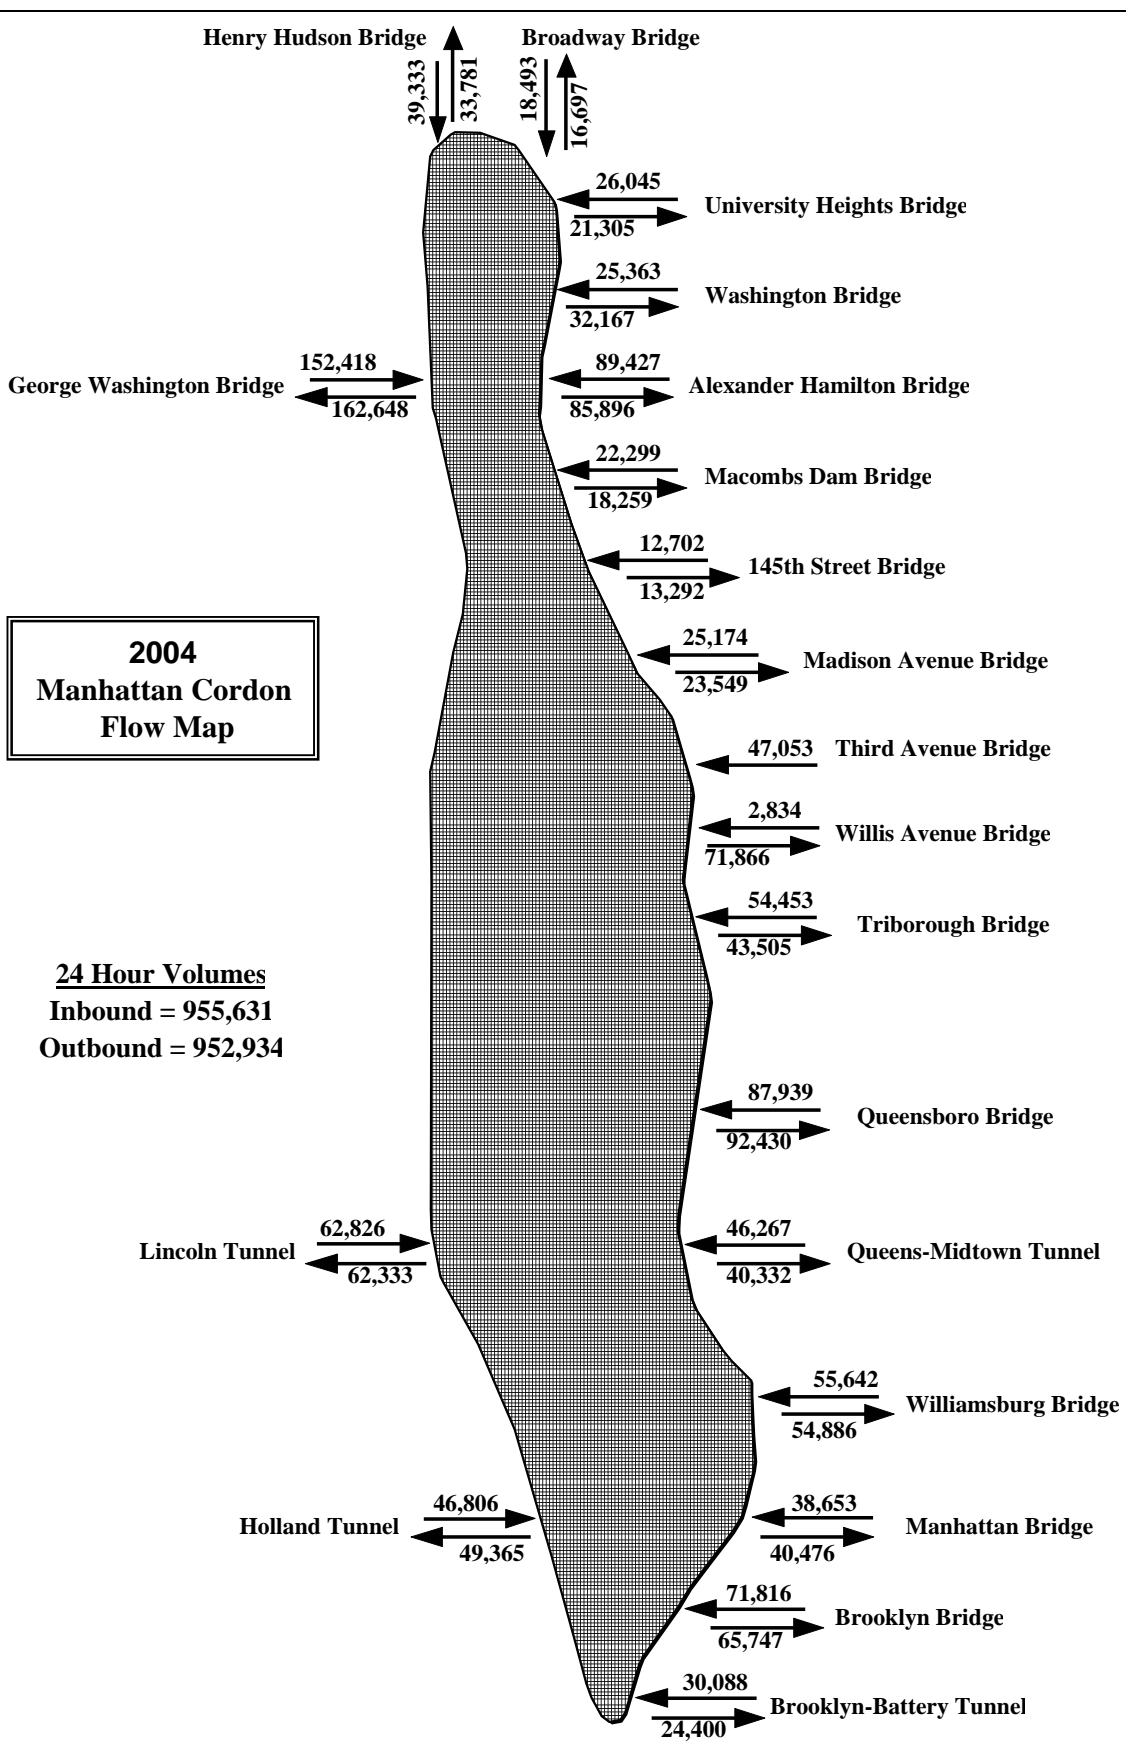 Henry Hudson Bridge
39,333
33,781
Broadway Bridge
18,493
16,697
26,045
University Heights Bridge
21,305
25,363
Washington Bridge
32,167
152,418
George Washington Bridge
162,648
89,427
Alexander Hamilton Bridge
85,896
22,299
Macombs Dam Bridge
18,259
12,702
145th Street Bridge
13,292
2004
Manhattan Cordon
Flow Map
25,174
Madison Avenue Bridge
23,549
47,053
Third Avenue Bridge
2,834
Willis Avenue Bridge
71,866
54,453
Triborough Bridge
43,505
24 Hour Volumes
Inbound = 955,631
Outbound = 952,934
87,939
Queensboro Bridge
92,430
62,826
Lincoln Tunnel
62,333
46,267
Queens-Midtown Tunnel
40,332
55,642
Williamsburg Bridge
54,886
46,806
Holland Tunnel
49,365
38,653
Manhattan Bridge
40,476
71,816
Brooklyn Bridge
65,747
30,088
Brooklyn-Battery Tunnel
24,400